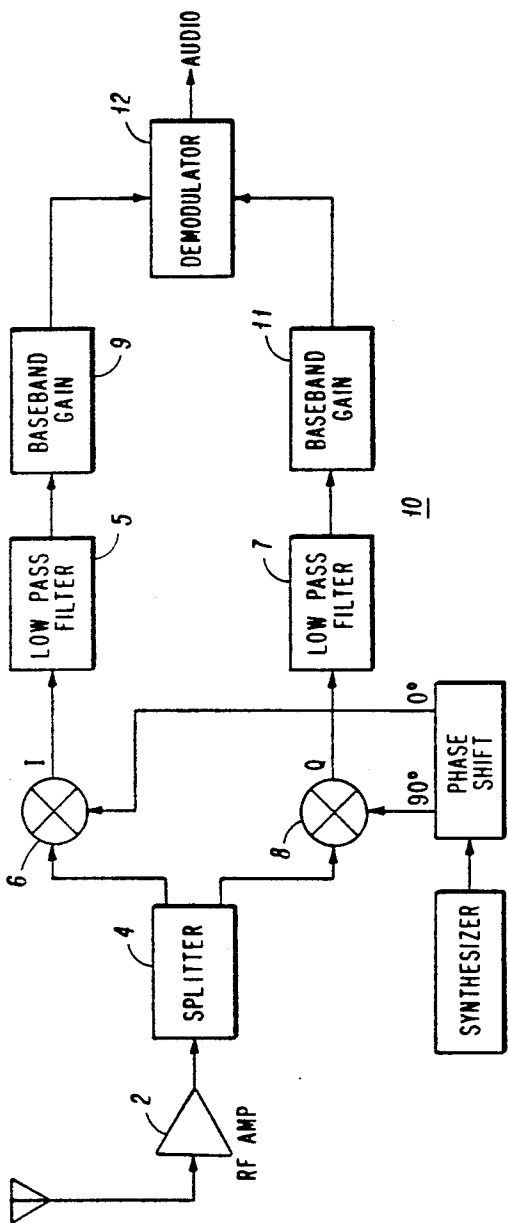 2
RF AMP
4
SPLITTER
6
I
8
Q
90°
0°
SYNTHESIZER
PHASE
SHIFT
5
LOW PASS
FILTER
7
LOW PASS
FILTER
9
BASEBAND
GAIN
11
BASEBAND
GAIN
10
12
DEMODULATOR
AUDIO